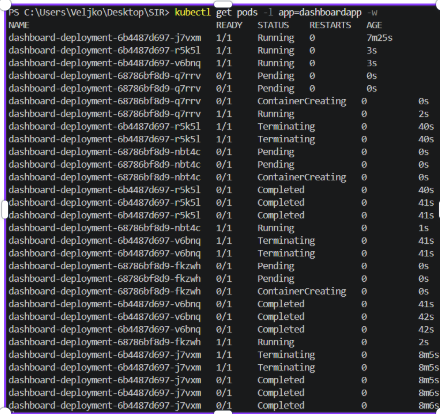 PS C:\Users\Veljko\Desktop\SIR> kubectl get pods -l app=dashboardapp -w
NAME READY STATUS RESTARTS AGE
dashboard-deployment-6b4487d697-j7vxm 1/1 Running 0 7m25s
dashboard-deployment-6b4487d697-r5k5l 1/1 Running 0 3s
dashboard-deployment-6b4487d697-v6bnq 1/1 Running 0 3s
dashboard-deployment-68786bf8d9-q7rrv 0/1 Pending 0 0s
dashboard-deployment-68786bf8d9-q7rrv 0/1 Pending 0 0s
dashboard-deployment-68786bf8d9-q7rrv 0/1 ContainerCreating 0 0s
dashboard-deployment-68786bf8d9-q7rrv 1/1 Running 0 2s
dashboard-deployment-6b4487d697-r5k5l 1/1 Terminating 0 40s
dashboard-deployment-6b4487d697-r5k5l 1/1 Terminating 0 40s
dashboard-deployment-68786bf8d9-nbt4c 0/1 Pending 0 0s
dashboard-deployment-68786bf8d9-nbt4c 0/1 Pending 0 0s
dashboard-deployment-68786bf8d9-nbt4c 0/1 ContainerCreating 0 0s
dashboard-deployment-6b4487d697-r5k5l 0/1 Completed 0 40s
dashboard-deployment-6b4487d697-r5k5l 0/1 Completed 0 41s
dashboard-deployment-6b4487d697-r5k5l 0/1 Completed 0 41s
dashboard-deployment-68786bf8d9-nbt4c 1/1 Running 0 1s
dashboard-deployment-6b4487d697-v6bnq 1/1 Terminating 0 41s
dashboard-deployment-6b4487d697-v6bnq 1/1 Terminating 0 41s
dashboard-deployment-68786bf8d9-fkzwh 0/1 Pending 0 0s
dashboard-deployment-68786bf8d9-fkzwh 0/1 Pending 0 0s
dashboard-deployment-68786bf8d9-fkzwh 0/1 ContainerCreating 0 0s
dashboard-deployment-6b4487d697-v6bnq 0/1 Completed 0 41s
dashboard-deployment-6b4487d697-v6bnq 0/1 Completed 0 42s
dashboard-deployment-6b4487d697-v6bnq 0/1 Completed 0 42s
dashboard-deployment-68786bf8d9-fkzwh 1/1 Running 0 2s
dashboard-deployment-6b4487d697-j7vxm 1/1 Terminating 0 8m5s
dashboard-deployment-6b4487d697-j7vxm 1/1 Terminating 0 8m6s
dashboard-deployment-6b4487d697-j7vxm 0/1 Completed 0 8m5s
dashboard-deployment-6b4487d697-j7vxm 0/1 Completed 0 8m6s
dashboard-deployment-6b4487d697-j7vxm 0/1 Completed 0 8m6s